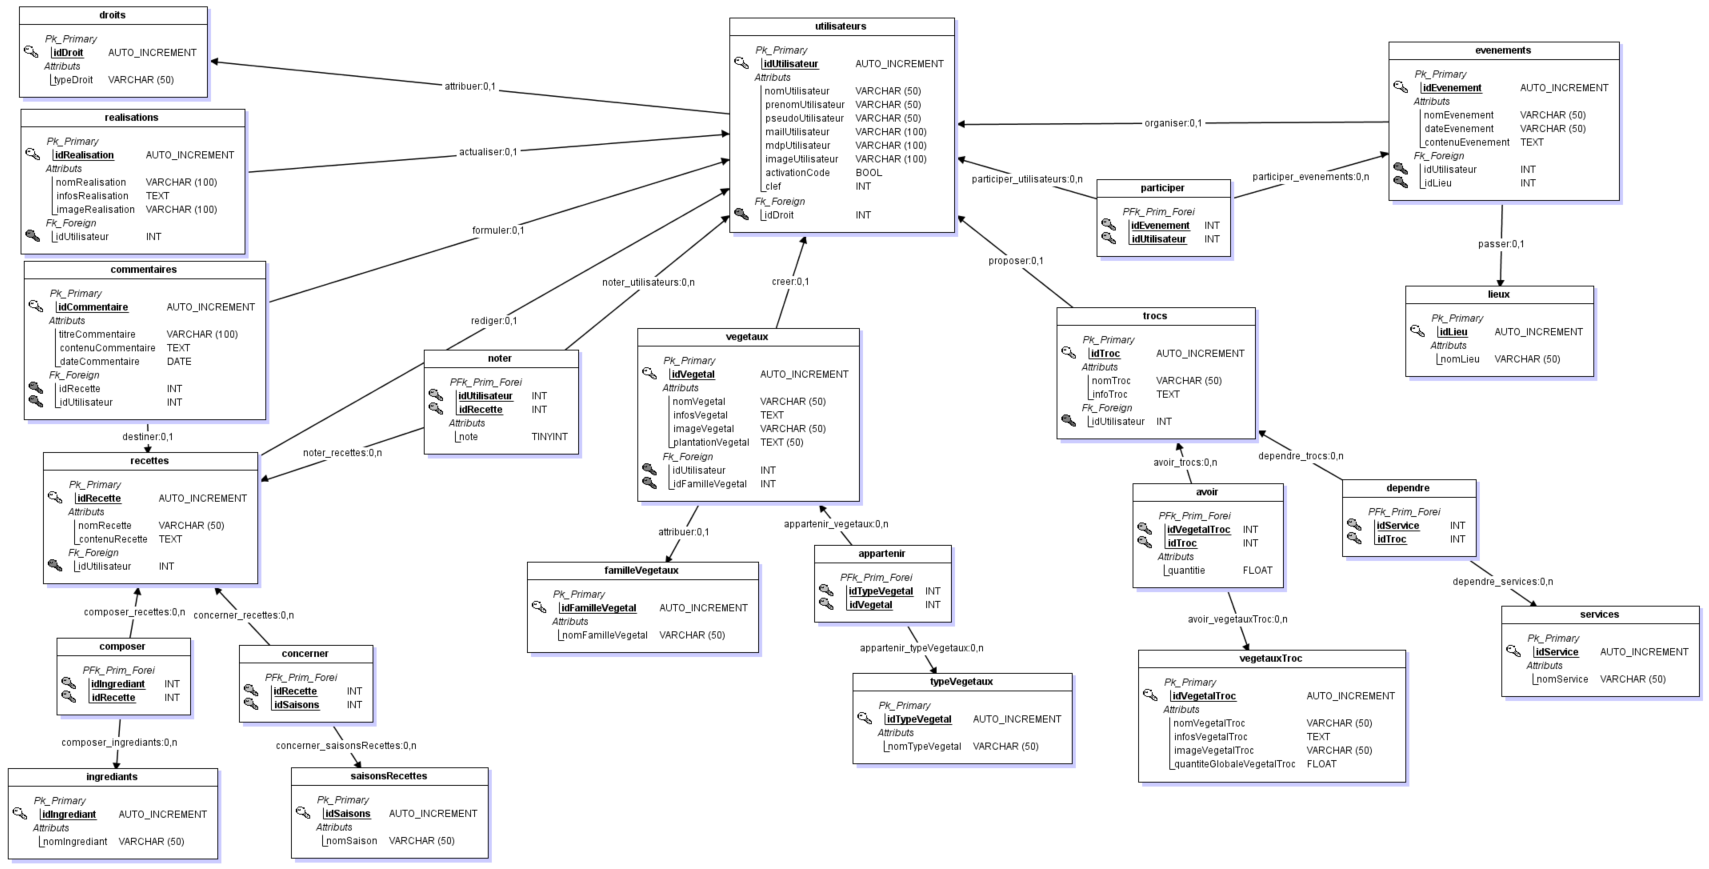 droits
Pk_Primary
idDroit AUTO_INCREMENT
Attributs
typeDroit VARCHAR (50)
realisations
Pk_Primary
idRealisation AUTO_INCREMENT
Attributs
nomRealisation VARCHAR (100)
infosRealisation TEXT
imageRealisation VARCHAR (100)
Fk_Foreign
idUtilisateur INT
commentaires
Pk_Primary
idCommentaire AUTO_INCREMENT
Attributs
titreCommentaire VARCHAR (100)
contenuCommentaire TEXT
dateCommentaire DATE
Fk_Foreign
idRecette INT
idUtilisateur INT
destiner:0,1
recettes
Pk_Primary
idRecette AUTO_INCREMENT
Attributs
nomRecette VARCHAR (50)
contenuRecette TEXT
Fk_Foreign
idUtilisateur INT
composer_recettes:0,n
concerner_recettes:0,n
composer
PFk_Prim_Forei
idIngrediant INT
idRecette INT
concerner
PFk_Prim_Forei
idRecette INT
idSaisons INT
composer_ingrediants:0,n
concerner_saisonsRecettes:0,n
ingrediants
Pk_Primary
idIngrediant AUTO_INCREMENT
Attributs
nomIngrediant VARCHAR (50)
saisonsRecettes
Pk_Primary
idSaisons AUTO_INCREMENT
Attributs
nomSaison VARCHAR (50)
attribuer:0,1
actualiser:0,1
formuler:0,1
rediger:0,1
noter_utilisateurs:0,n
noter_recettes:0,n
noter
PFk_Prim_Forei
idUtilisateur INT
idRecette INT
Attributs
note TINYINT
utilisateurs
Pk_Primary
idUtilisateur AUTO_INCREMENT
Attributs
nomUtilisateur VARCHAR (50)
prenomUtilisateur VARCHAR (50)
pseudoUtilisateur VARCHAR (50)
mailUtilisateur VARCHAR (100)
mdpUtilisateur VARCHAR (100)
imageUtilisateur VARCHAR (100)
activationCode BOOL
clef INT
Fk_Foreign
idDroit INT
creer:0,1
vegetaux
Pk_Primary
idVegetal AUTO_INCREMENT
Attributs
nomVegetal VARCHAR (50)
infosVegetal TEXT
imageVegetal VARCHAR (50)
plantationVegetal TEXT (50)
Fk_Foreign
idUtilisateur INT
idFamilleVegetal INT
attribuer:0,1
appartenir_vegetaux:0,n
familleVegetaux
Pk_Primary
idFamilleVegetal AUTO_INCREMENT
Attributs
nomFamilleVegetal VARCHAR (50)
appartenir
PFk_Prim_Forei
idTypeVegetal INT
idVegetal INT
appartenir_typeVegetaux:0,n
typeVegetaux
Pk_Primary
idTypeVegetal AUTO_INCREMENT
Attributs
nomTypeVegetal VARCHAR (50)
organiser:0,1
participer_utilisateurs:0,n
participer_evenements:0,n
participer
PFk_Prim_Forei
idEvenement INT
idUtilisateur INT
evenements
Pk_Primary
idEvenement AUTO_INCREMENT
Attributs
nomEvenement VARCHAR (50)
dateEvenement VARCHAR (50)
contenuEvenement TEXT
Fk_Foreign
idUtilisateur INT
idLieu INT
passer:0,1
lieux
Pk_Primary
idLieu AUTO_INCREMENT
Attributs
nomLieu VARCHAR (50)
proposer:0,1
trocs
Pk_Primary
idTroc AUTO_INCREMENT
Attributs
nomTroc VARCHAR (50)
infoTroc TEXT
Fk_Foreign
idUtilisateur INT
avoir_trocs:0,n
dependre_trocs:0,n
avoir
PFk_Prim_Forei
idVegetalTroc INT
idTroc INT
Attributs
quantitie FLOAT
dependre
PFk_Prim_Forei
idService INT
idTroc INT
dependre_services:0,n
avoir_vegetauxTroc:0,n
services
Pk_Primary
idService AUTO_INCREMENT
Attributs
nomService VARCHAR (50)
vegetauxTroc
Pk_Primary
idVegetalTroc AUTO_INCREMENT
Attributs
nomVegetalTroc VARCHAR (50)
infosVegetalTroc TEXT
imageVegetalTroc VARCHAR (50)
quantiteGlobaleVegetalTroc FLOAT